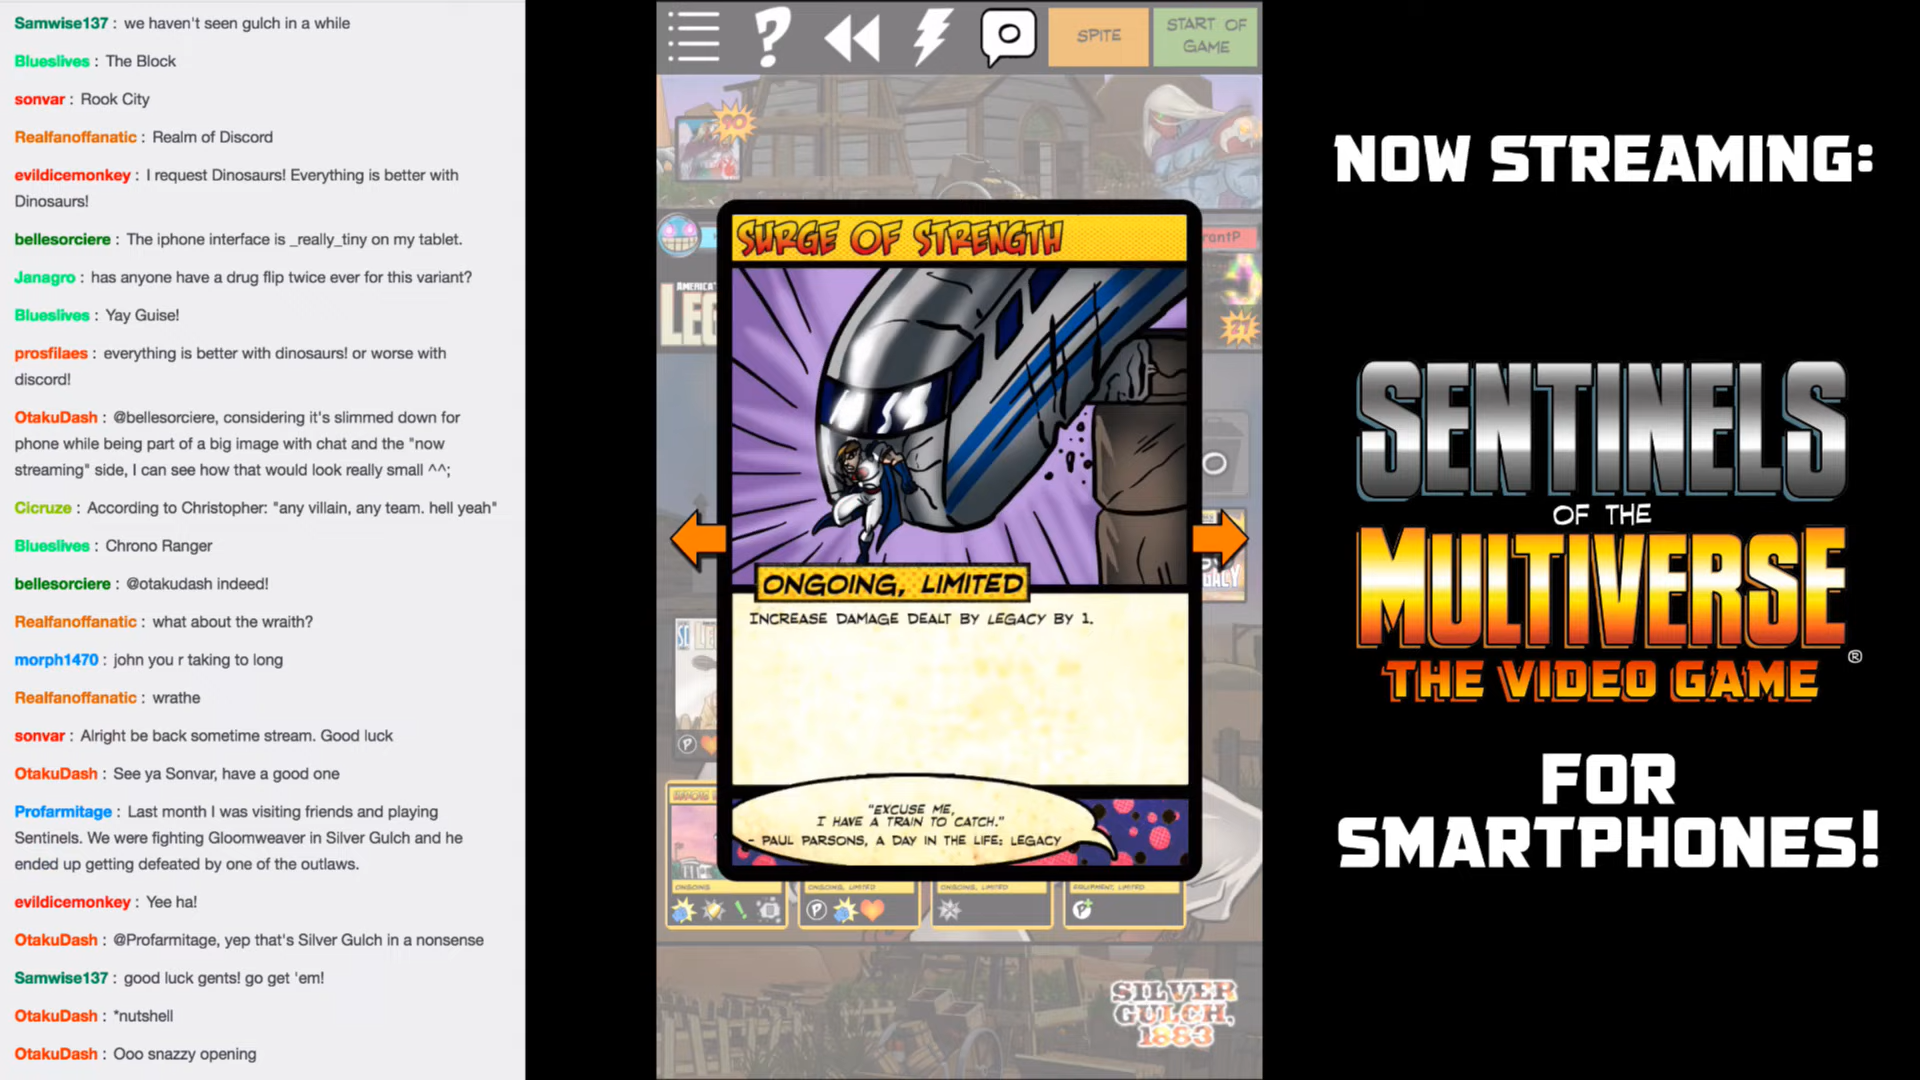 Samwise137 : we haven't seen gulch in a while
Blueslives : The Block
sonvar : Rook City
Realfanoffanatic : Realm of Discord
evildicemonkey : I request Dinosaurs! Everything is better with
Dinosaurs!
bellesorciere : The iphone interface is _really_tiny on my tablet.
Janagro : has anyone have a drug flip twice ever for this variant?
Blueslives : Yay Guise!
prosfilaes : everything is better with dinosaurs! or worse with
discord!
OtakuDash : @bellesorciere, considering it's slimmed down for
phone while being part of a big image with chat and the "now
streaming" side, I can see how that would look really small ^^;
Cicruze : According to Christopher: "any villain, any team. hell yeah"
Blueslives : Chrono Ranger
bellesorciere : @otakudash indeed!
Realfanoffanatic : what about the wraith?
morph1470 : john you r taking to long
Realfanoffanatic : wrathe
sonvar : Alright be back sometime stream. Good luck
OtakuDash : See ya Sonvar, have a good one
Profarmitage : Last month I was visiting friends and playing
Sentinels. We were fighting Gloomweaver in Silver Gulch and he
ended up getting defeated by one of the outlaws.
evildicemonkey : Yee ha!
OtakuDash : @Profarmitage, yep that's Silver Gulch in a nonsense
Samwise137 : good luck gents! go get 'em!
OtakuDash : *nutshell
OtakuDash : Ooo snazzy opening
?
SPITE
START OF
GAME
90
27
SURGE OF STRENGTH
ONGOING, LIMITED
INCREASE DAMAGE DEALT BY LEGACY BY 1.
"EXCUSE ME,
I HAVE A TRAIN TO CATCH."
- PAUL PARSONS, A DAY IN THE LIFE: LEGACY
ONGOING
ONGOING, LIMITED
ONGOING, LIMITED
EQUIPMENT, LIMITED
SILVER
GULCH,
1883
NOW STREAMING:
SENTINELS
OF THE
MULTIVERSE
®
THE VIDEO GAME
FOR
SMARTPHONES!